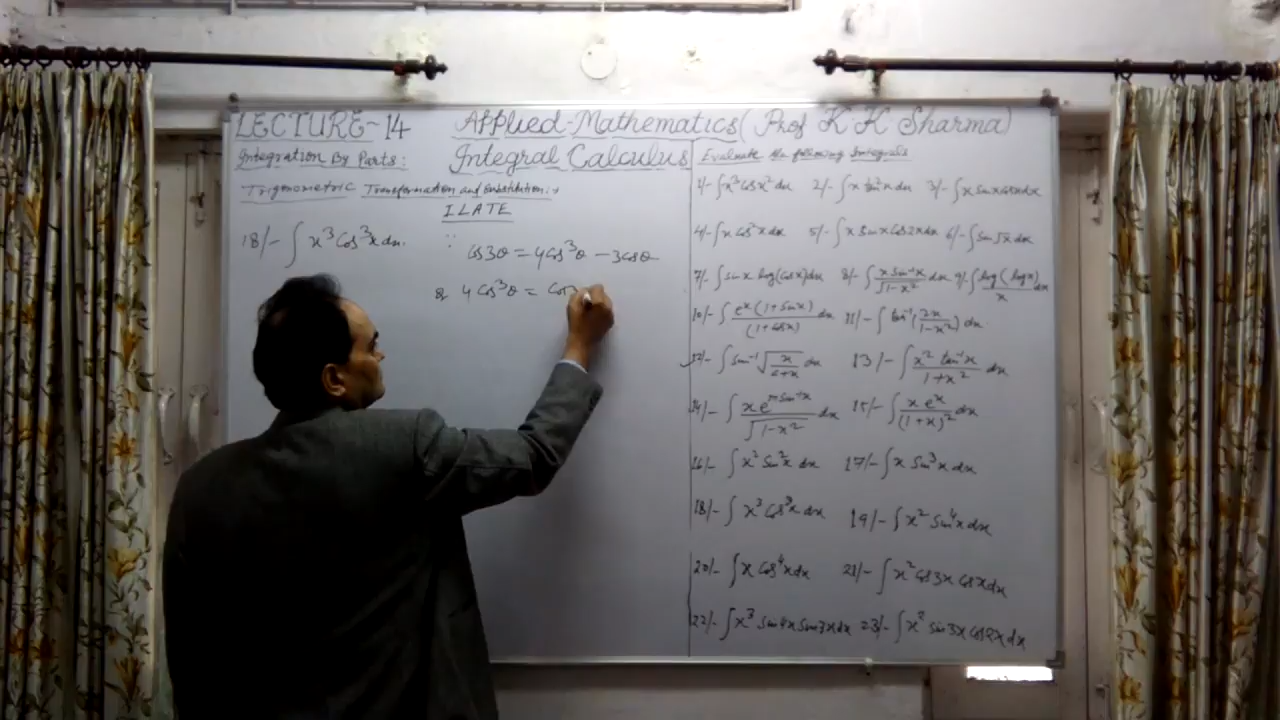 LECTURE-14 Applied-Mathematics ( Prof K K Sharma)
Integration By Parts: Integral Calculus
Trigonometric Transformation and Substitution:-
ILATE
18/- ∫ x³ Cos³x dx.
∵ Cos3θ = 4Cos³θ - 3Cosθ
4 Cos³θ = Cos
Evaluate the following Integrals
1/- ∫x³ Cos x² dx 2/- ∫x tan²x dx 3/- ∫x Sinx Cosx dx
4/- ∫x Cos²x dx 5/- ∫x Sinx Cos2x dx 6/- ∫Sin√x dx
7/- ∫Sin x log(Cosx) dx 8/- ∫ x Sin⁻¹x / √1-x² dx 9/- ∫ log(logx) / x dx
10/- ∫ eˣ(1+Sinx) / (1+Cosx) dx 11/- ∫ tan⁻¹(2x / 1-x²) dx.
12/- ∫ Sin⁻¹ √(x / a+x) dx 13/- ∫ x² tan⁻¹x / 1+x² dx
14/- ∫ x e^(m Sin⁻¹x) / √1-x² dx 15/- ∫ x eˣ / (1+x)² dx
16/- ∫ x² Sin²x dx 17/- ∫ x Sin³x dx
18/- ∫ x³ Cos³x dx 19/- ∫ x² Sin⁴x dx
20/- ∫ x Cos⁴x dx 21/- ∫ x² Cos3x Cosx dx
22/- ∫ x³ Sin4x Sin3x dx 23/- ∫ x² Sin3x Cos2x dx